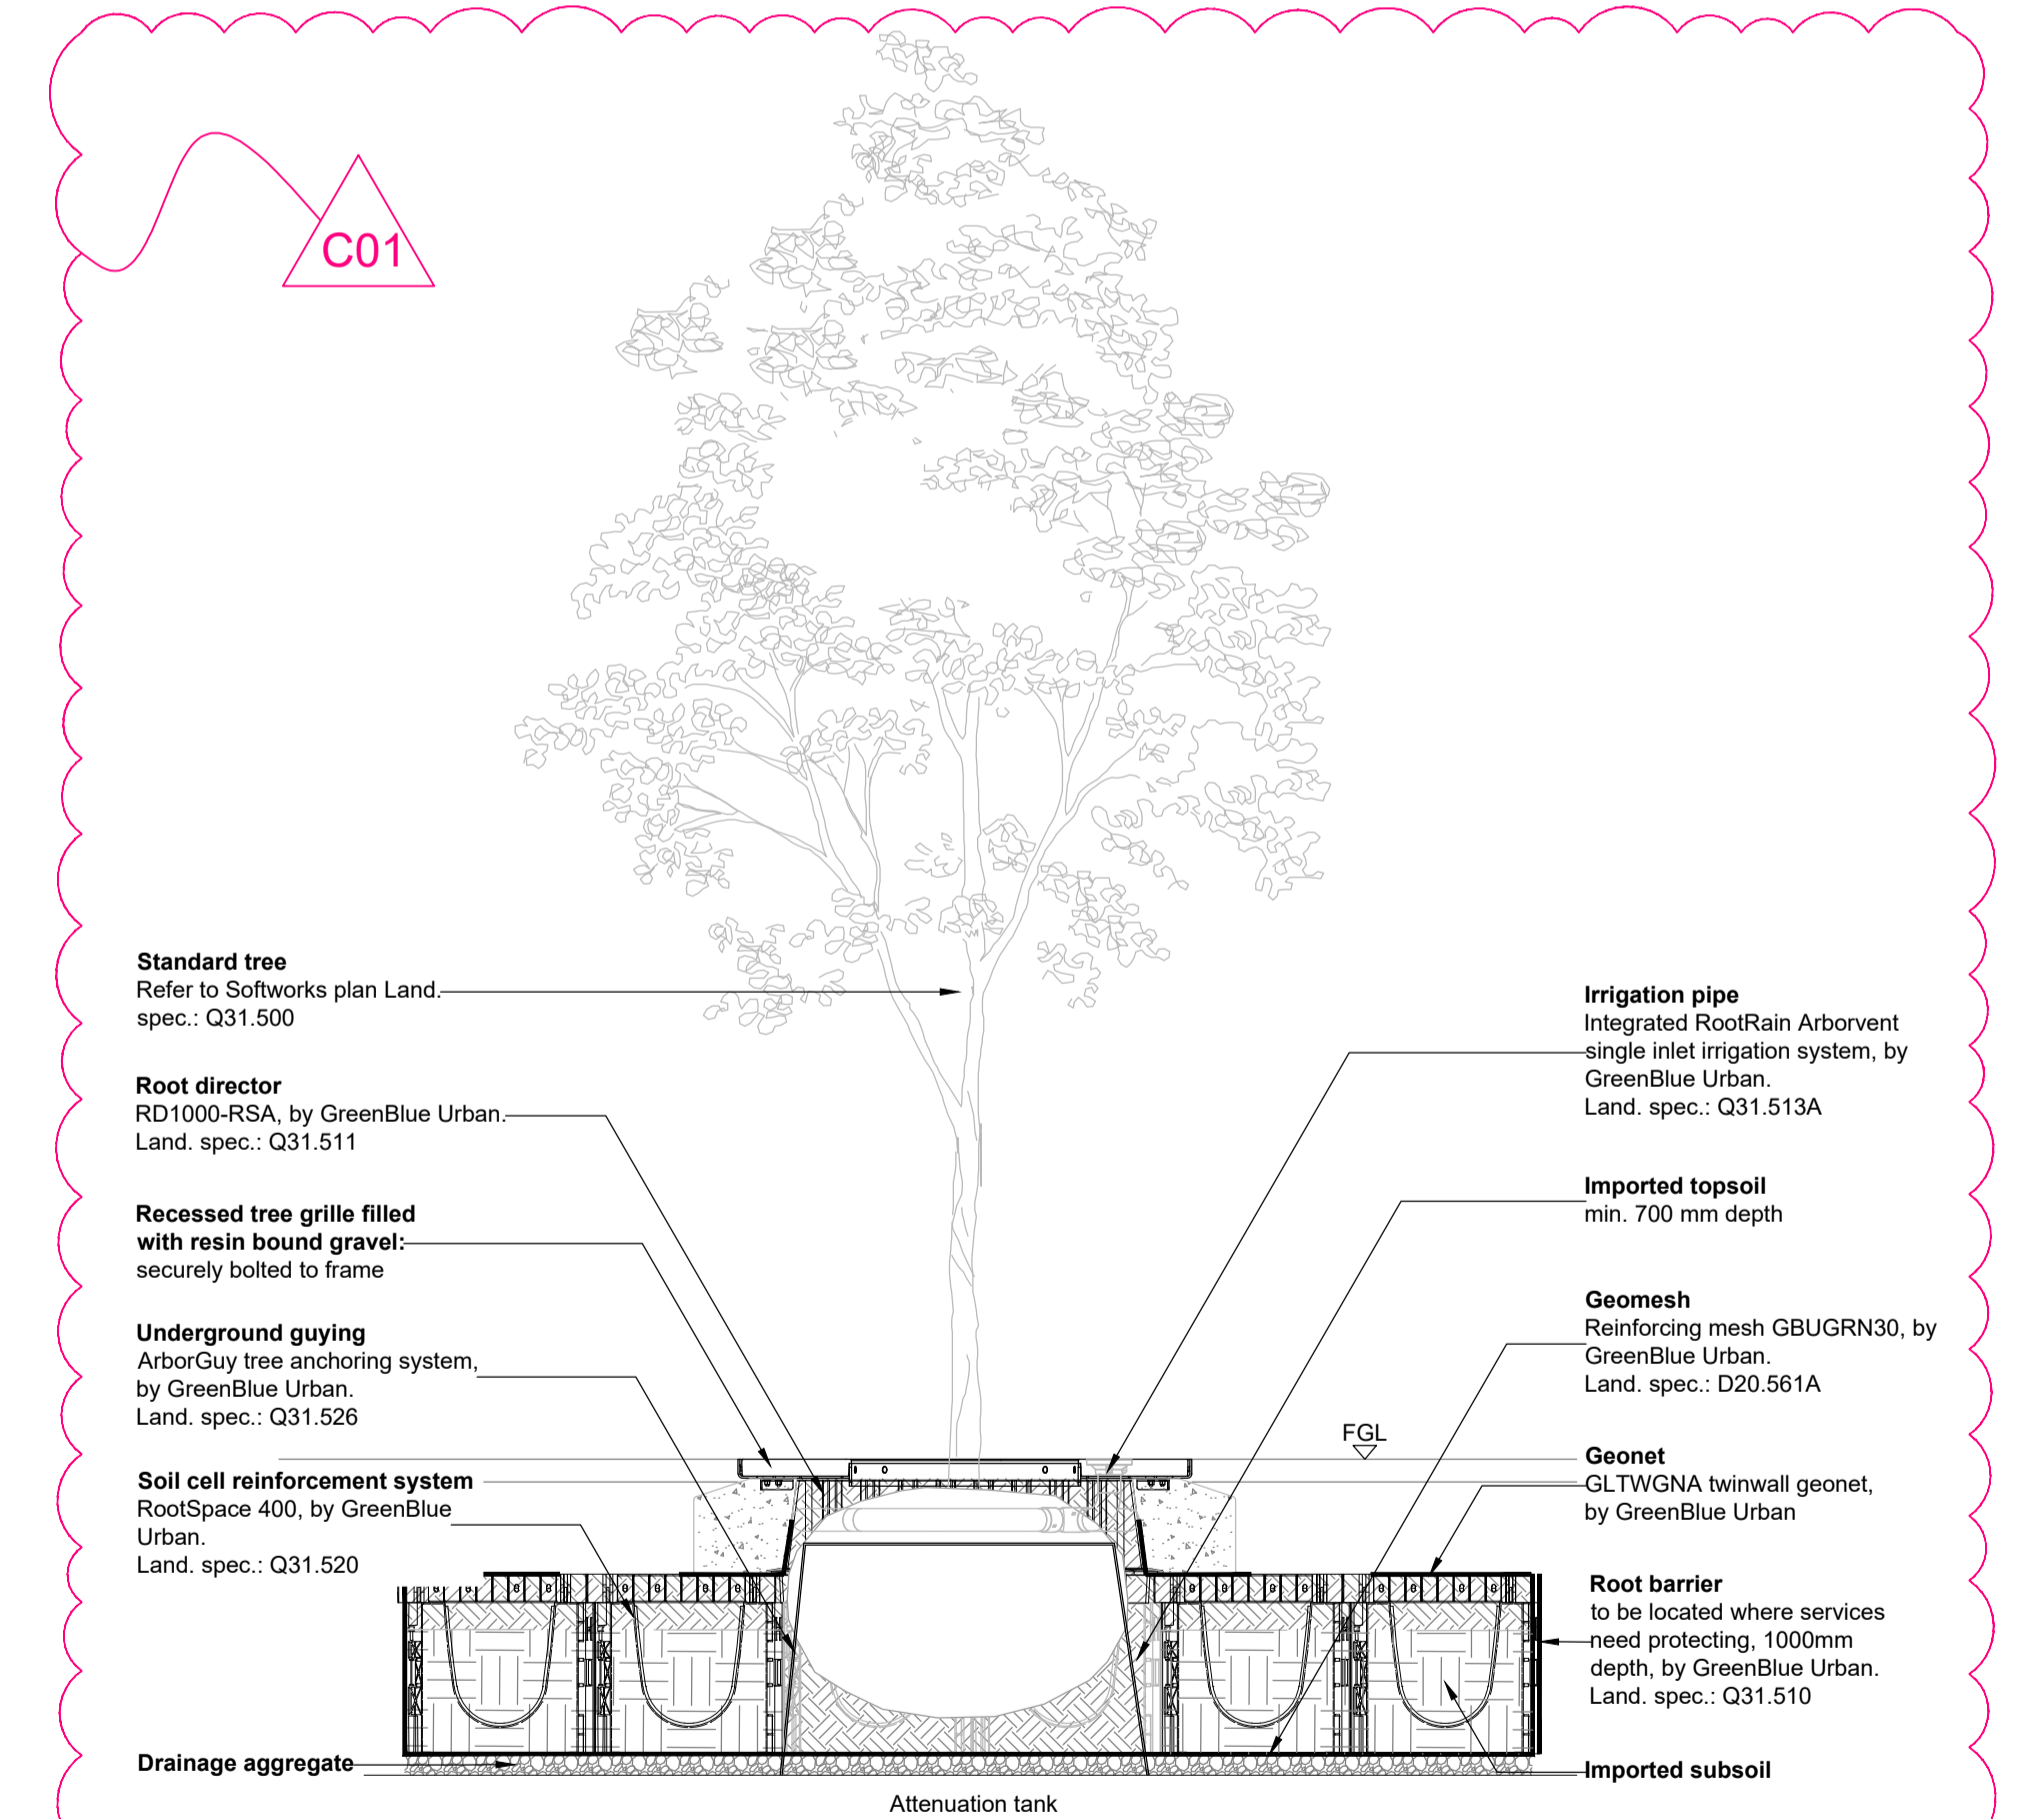 C01
Standard tree
Refer to Softworks plan Land.
spec.: Q31.500
Root director
RD1000-RSA, by GreenBlue Urban.
Land. spec.: Q31.511
Recessed tree grille filled
with resin bound gravel:
securely bolted to frame
Underground guying
ArborGuy tree anchoring system,
by GreenBlue Urban.
Land. spec.: Q31.526
Soil cell reinforcement system
RootSpace 400, by GreenBlue
Urban.
Land. spec.: Q31.520
Drainage aggregate
Irrigation pipe
Integrated RootRain Arborvent
single inlet irrigation system, by
GreenBlue Urban.
Land. spec.: Q31.513A
Imported topsoil
min. 700 mm depth
Geomesh
Reinforcing mesh GBUGRN30, by
GreenBlue Urban.
Land. spec.: D20.561A
FGL
Geonet
GLTWGNA twinwall geonet,
by GreenBlue Urban
Root barrier
to be located where services
need protecting, 1000mm
depth, by GreenBlue Urban.
Land. spec.: Q31.510
Imported subsoil
Attenuation tank